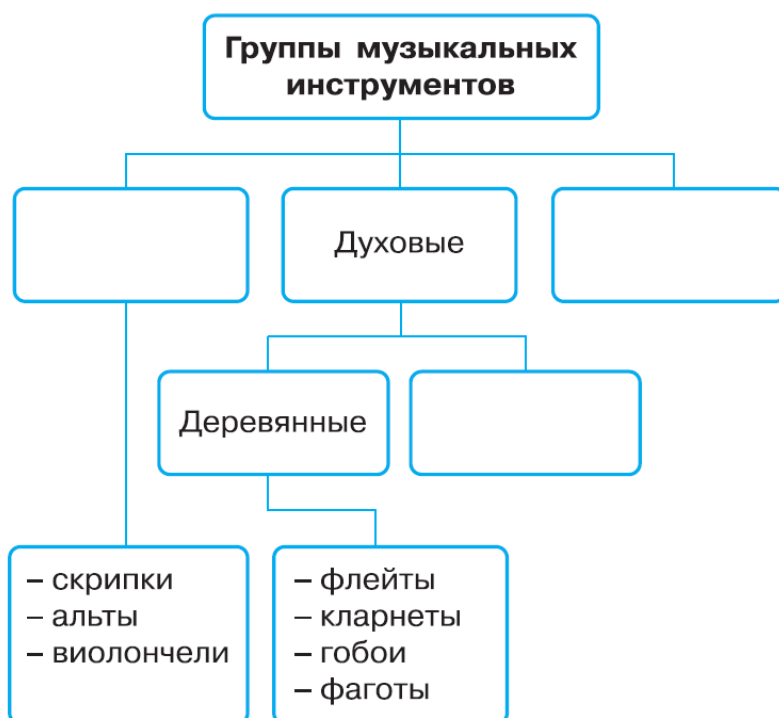 Группы музыкальных
инструментов
Духовые
Деревянные
– скрипки
– альты
– виолончели
– флейты
– кларнеты
– гобои
– фаготы